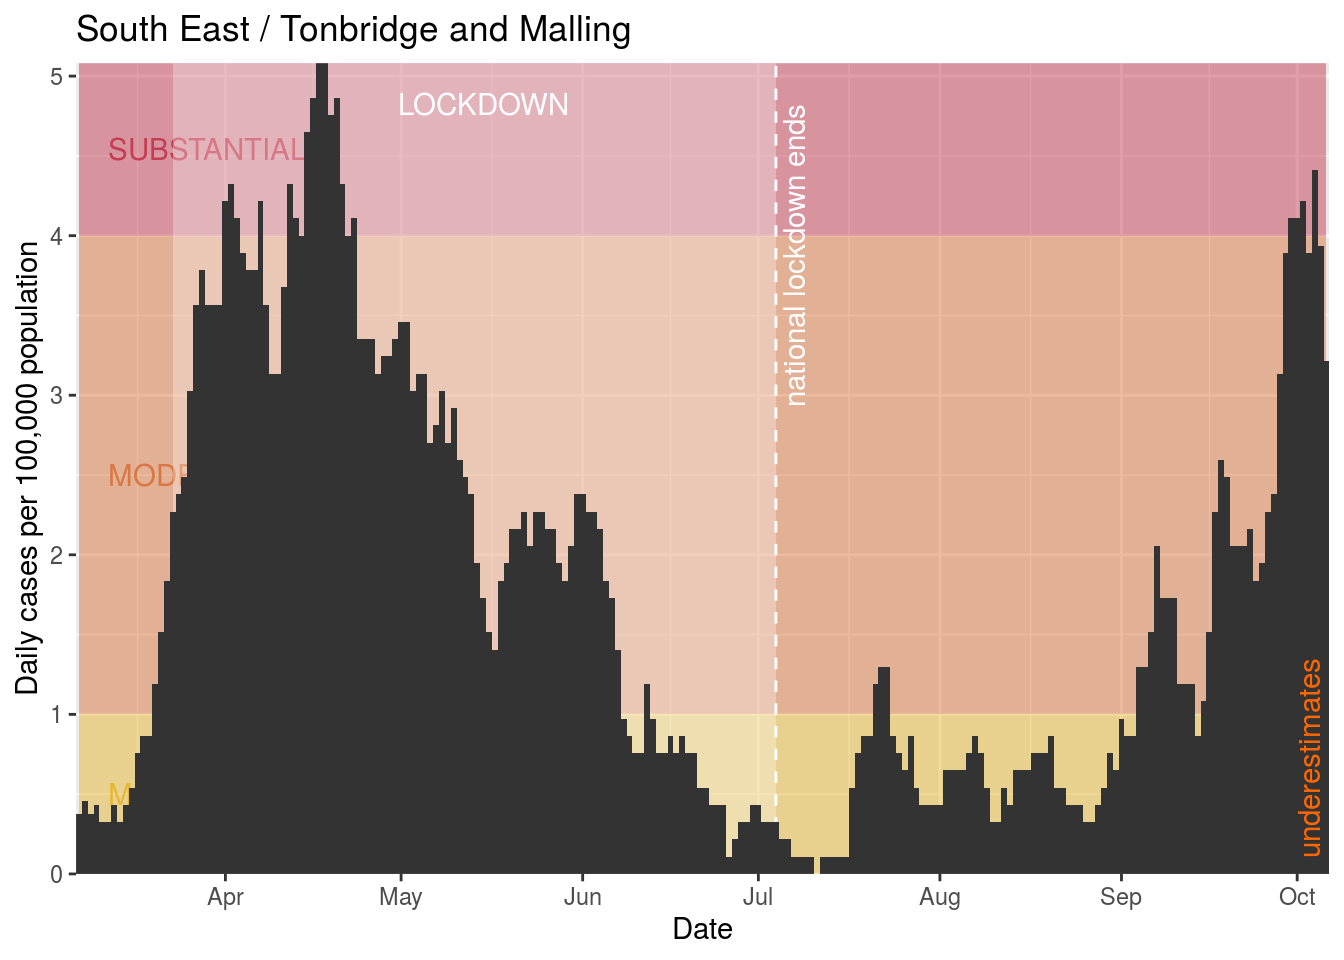 South East / Tonbridge and Malling
Daily cases per 100,000 population
5
4
3
2
1
0
LOCKDOWN
SUBSTANTIAL
MODE
M
national lockdown ends
underestimates
Apr
May
Jun
Jul
Aug
Sep
Oct
Date